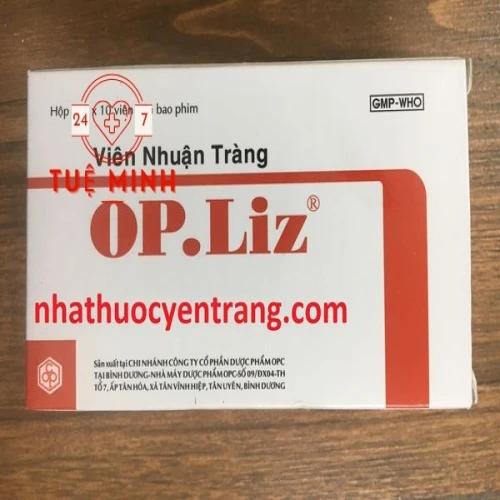 Hộp x 10 viên bao phim
GMP-WHO
24 7
Viên Nhuận Tràng
TUỆ MINH
OP.Liz®
nhathuocyentrang.com
Sản xuất tại CHI NHÁNH CÔNG TY CỔ PHẦN DƯỢC PHẨM OPC
TẠI BÌNH DƯƠNG-NHÀ MÁY DƯỢC PHẨM OPC-SỐ 09/ĐX04-TH
TỔ 7, ẤP TÂN HÓA, XÃ TÂN VĨNH HIỆP, TÂN UYÊN, BÌNH DƯƠNG